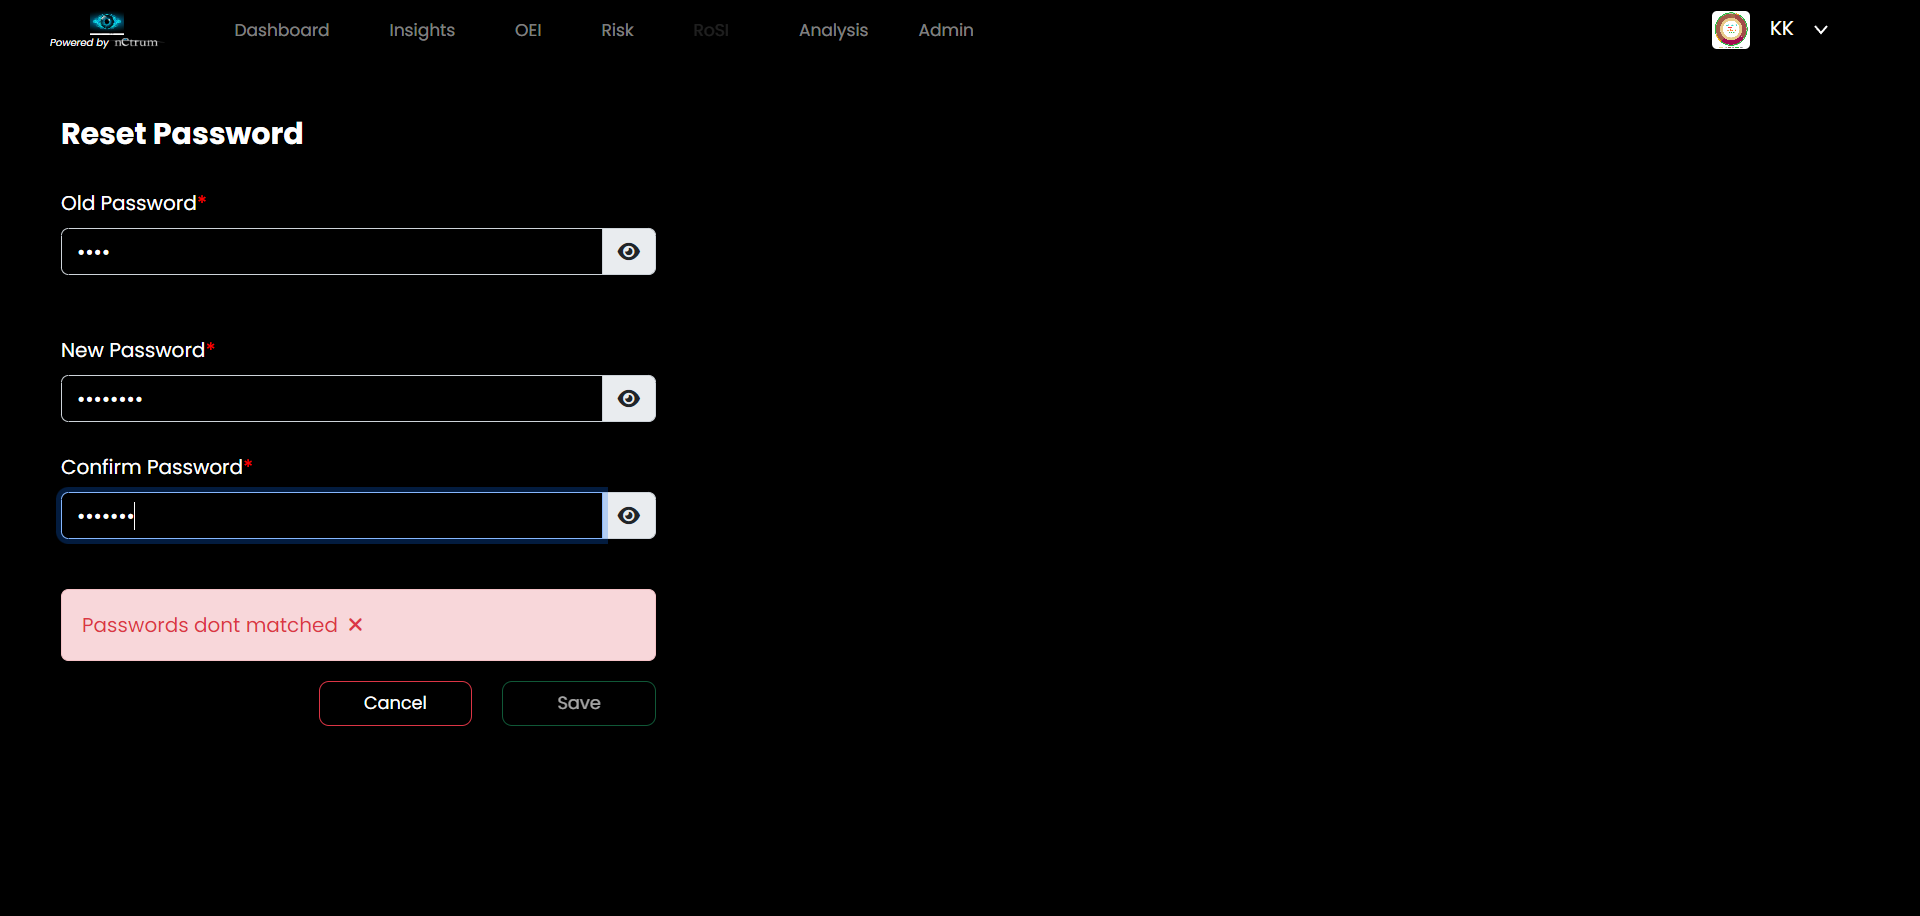 Powered by nCtrum
Dashboard Insights OEI Risk RoSI Analysis Admin KK
Reset Password
Old Password*
••••
New Password*
••••••••
Confirm Password*
•••••••
Passwords dont matched ✕
Cancel Save